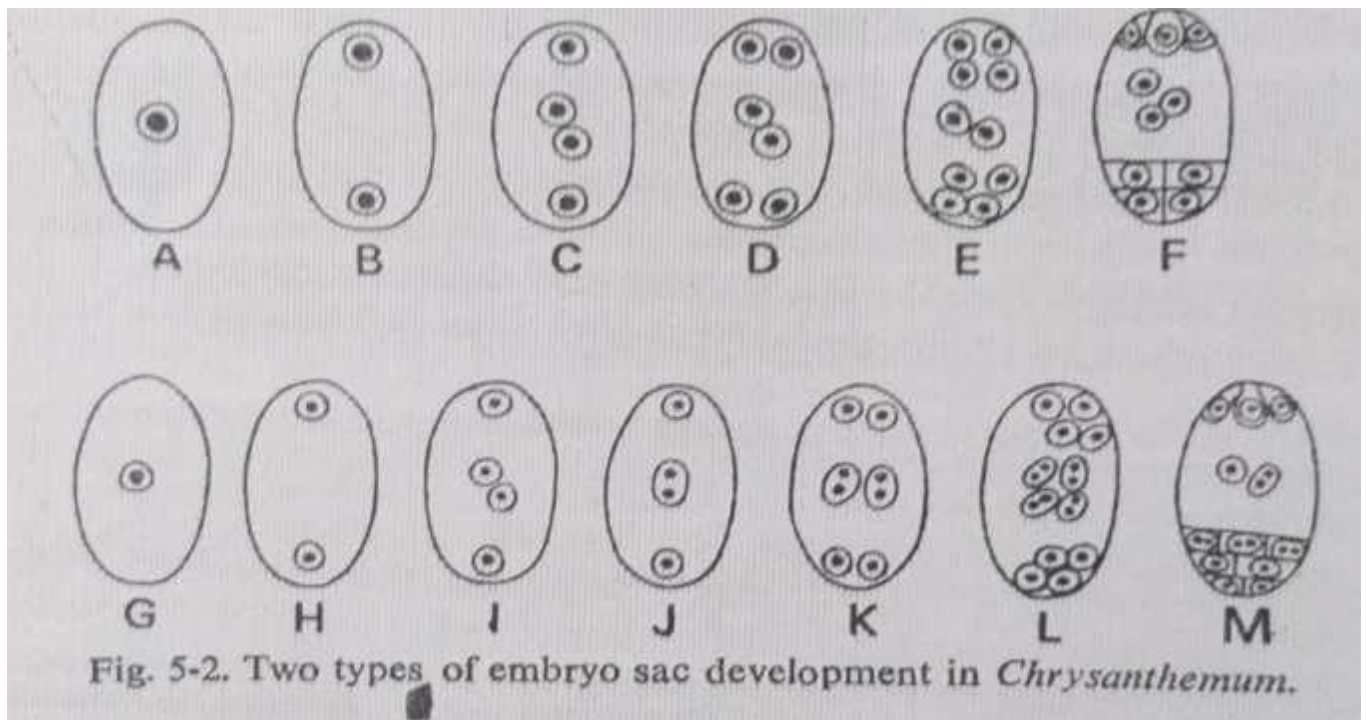 A B C D E F
G H I J K L M
Fig. 5-2. Two types of embryo sac development in Chrysanthemum.